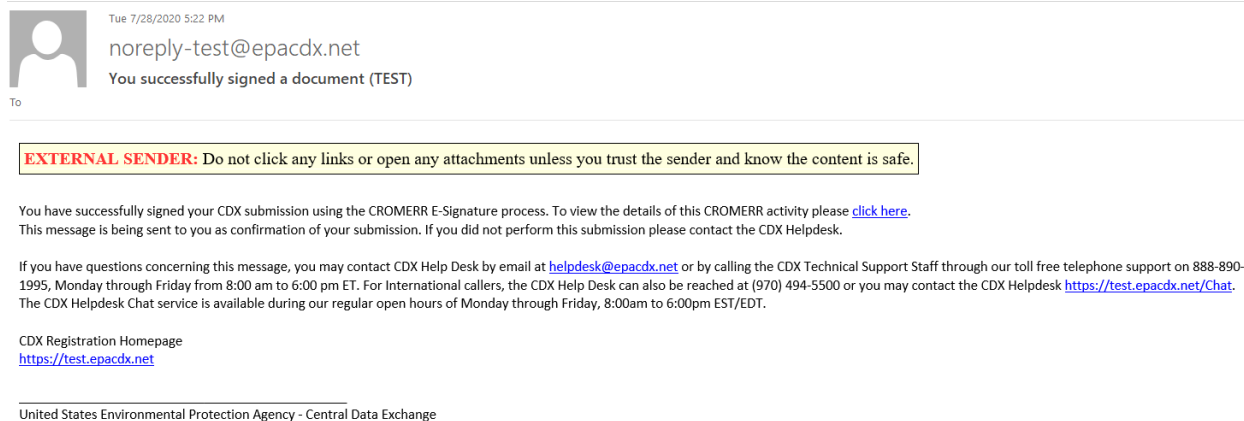 Tue 7/28/2020 5:22 PM
noreply-test@epacdx.net
You successfully signed a document (TEST)
To
EXTERNAL SENDER: Do not click any links or open any attachments unless you trust the sender and know the content is safe.
You have successfully signed your CDX submission using the CROMERR E-Signature process. To view the details of this CROMERR activity please click here.
This message is being sent to you as confirmation of your submission. If you did not perform this submission please contact the CDX Helpdesk.
If you have questions concerning this message, you may contact CDX Help Desk by email at helpdesk@epacdx.net or by calling the CDX Technical Support Staff through our toll free telephone support on 888-890-
1995, Monday through Friday from 8:00 am to 6:00 pm ET. For International callers, the CDX Help Desk can also be reached at (970) 494-5500 or you may contact the CDX Helpdesk https://test.epacdx.net/Chat.
The CDX Helpdesk Chat service is available during our regular open hours of Monday through Friday, 8:00am to 6:00pm EST/EDT.
CDX Registration Homepage
https://test.epacdx.net
United States Environmental Protection Agency - Central Data Exchange